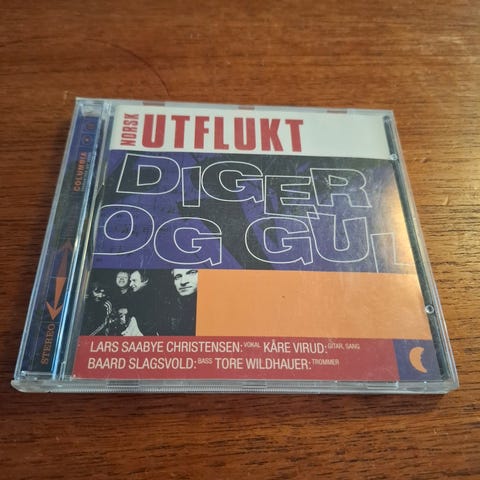 NORSK
UTFLUKT
DIGER
OG GUL
LARS SAABYE CHRISTENSEN: VOKAL KÅRE VIRUD: GITAR, SANG
BAARD SLAGSVOLD: BASS TORE WILDHAUER: TROMMER
COLUMBIA
STEREO